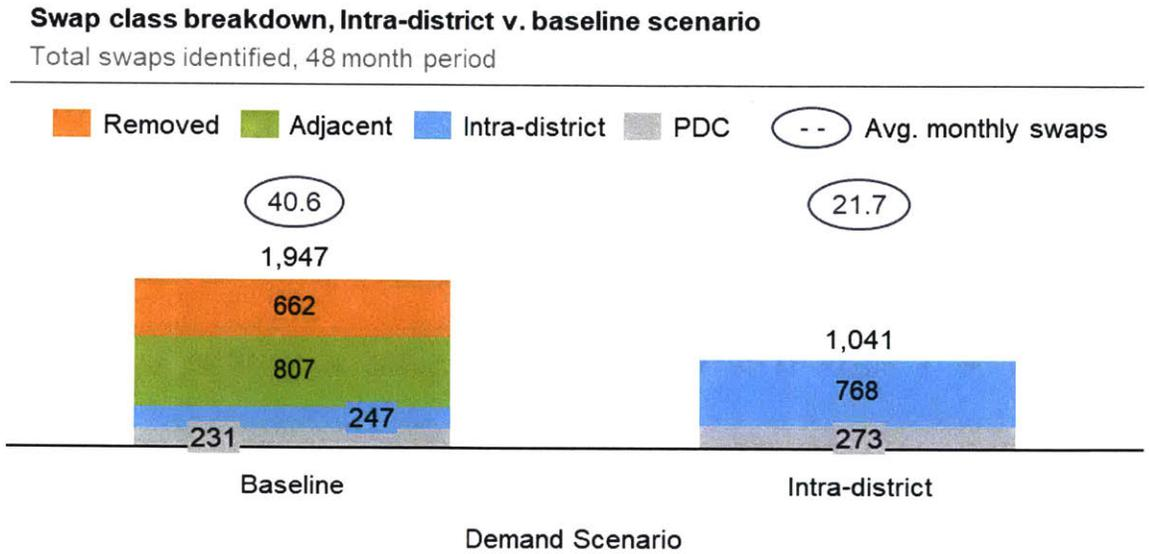 Swap class breakdown, Intra-district v. baseline scenario
Total swaps identified, 48 month period
Removed Adjacent Intra-district PDC -- Avg. monthly swaps
40.6 21.7
1,947
662
1,041
807
768
247
231 273
Baseline Intra-district
Demand Scenario